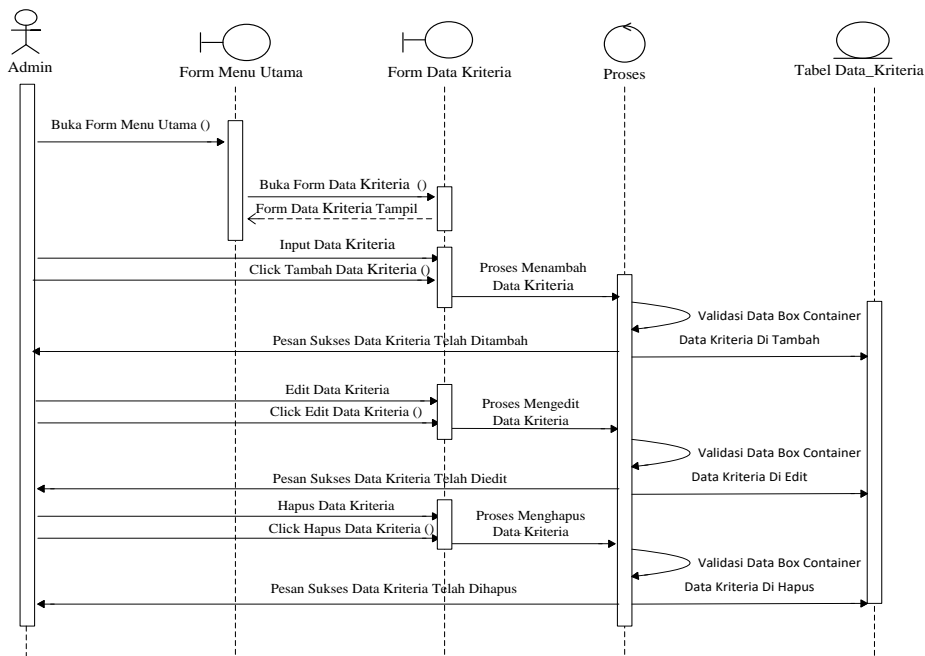 Admin
Form Menu Utama
Form Data Kriteria
Proses
Tabel Data_Kriteria
Buka Form Menu Utama ()
Buka Form Data Kriteria ()
Form Data Kriteria Tampil
Input Data Kriteria
Click Tambah Data Kriteria ()
Proses Menambah
Data Kriteria
Validasi Data Box Container
Pesan Sukses Data Kriteria Telah Ditambah
Data Kriteria Di Tambah
Edit Data Kriteria
Click Edit Data Kriteria ()
Proses Mengedit
Data Kriteria
Validasi Data Box Container
Pesan Sukses Data Kriteria Telah Diedit
Data Kriteria Di Edit
Hapus Data Kriteria
Click Hapus Data Kriteria ()
Proses Menghapus
Data Kriteria
Validasi Data Box Container
Pesan Sukses Data Kriteria Telah Dihapus
Data Kriteria Di Hapus